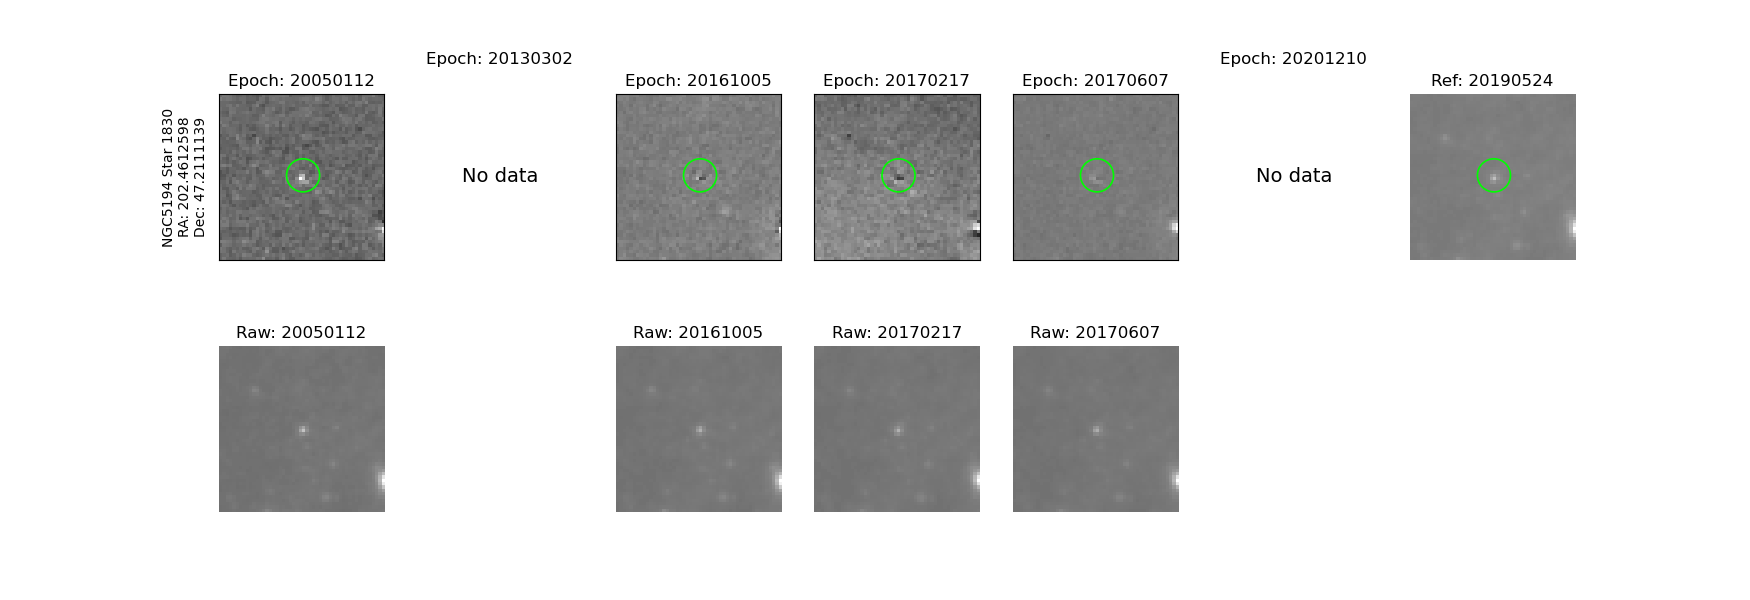 Epoch: 20130302
Epoch: 20201210
Epoch: 20050112
Epoch: 20161005
Epoch: 20170217
Epoch: 20170607
Ref: 20190524
NGC5194 Star 1830
RA: 202.4612598
Dec: 47.2111139
No data
No data
Raw: 20050112
Raw: 20161005
Raw: 20170217
Raw: 20170607